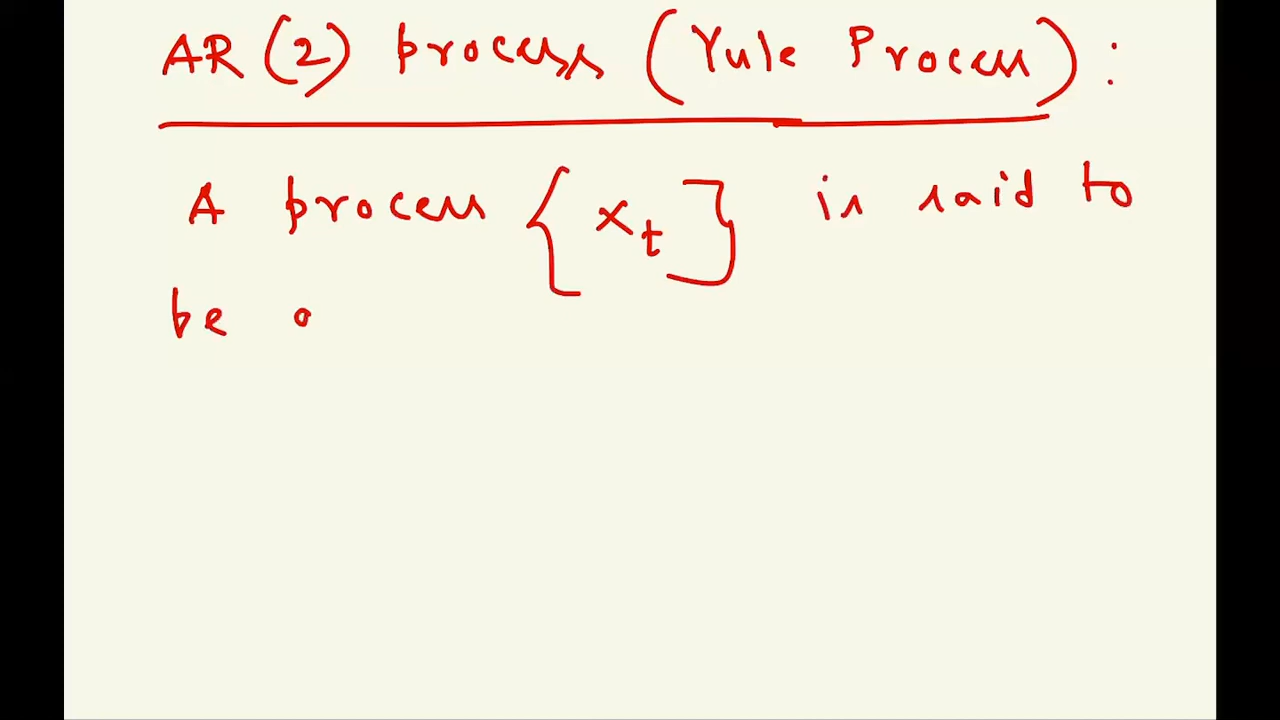 AR (2) process (Yule Process) :
A process {X_t} is said to
be a